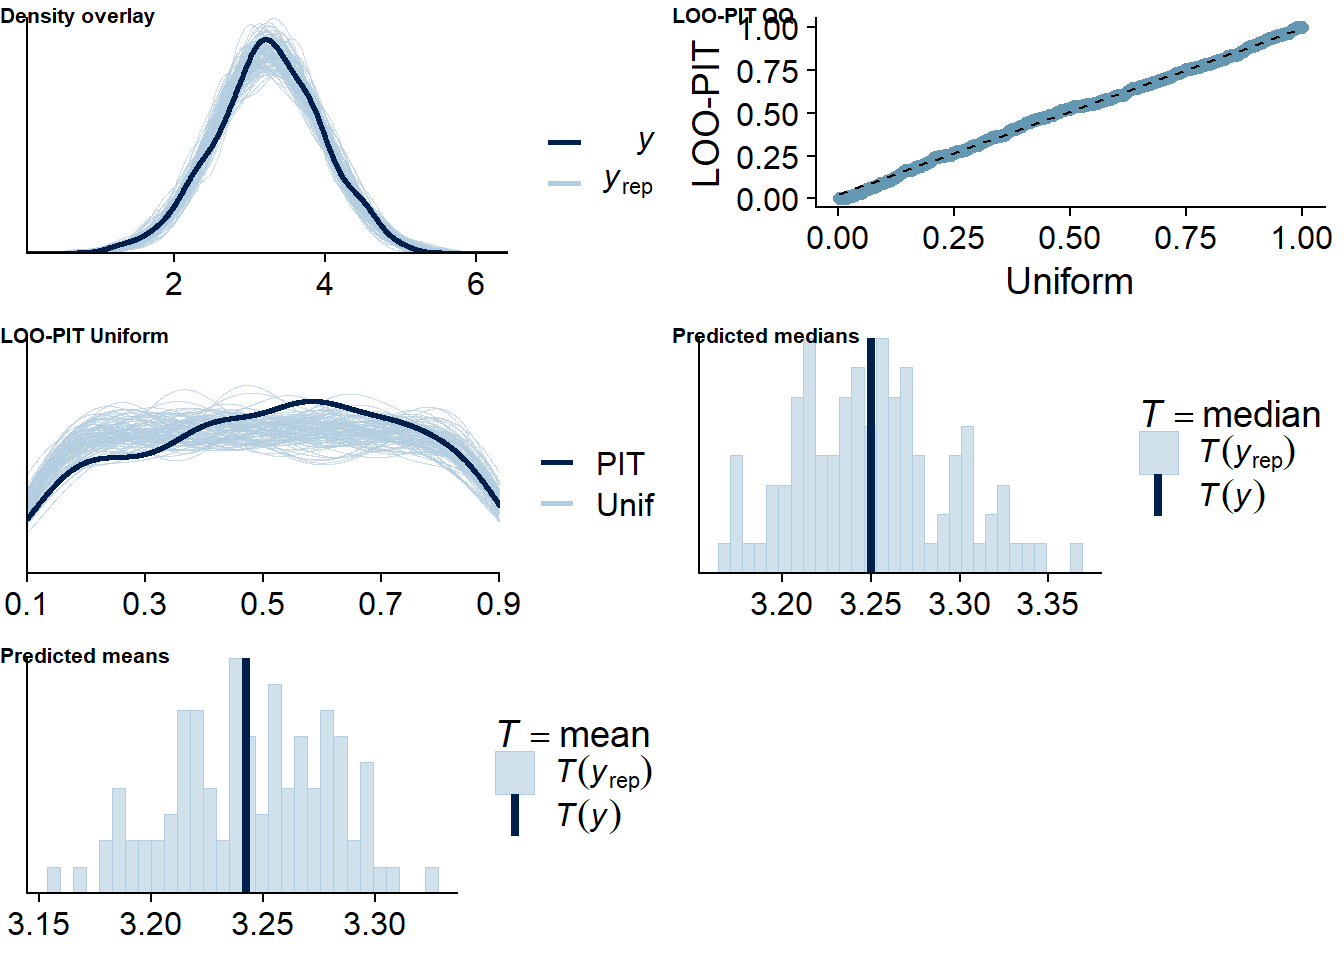 Density overlay
y
yrep
2 4 6
LOO-PIT QQ
LOO-PIT
1.00
0.75
0.50
0.25
0.00
0.00 0.25 0.50 0.75 1.00
Uniform
LOO-PIT Uniform
PIT
Unif
0.1 0.3 0.5 0.7 0.9
Predicted medians
T = median
T(yrep)
T(y)
3.20 3.25 3.30 3.35
Predicted means
T = mean
T(yrep)
T(y)
3.15 3.20 3.25 3.30